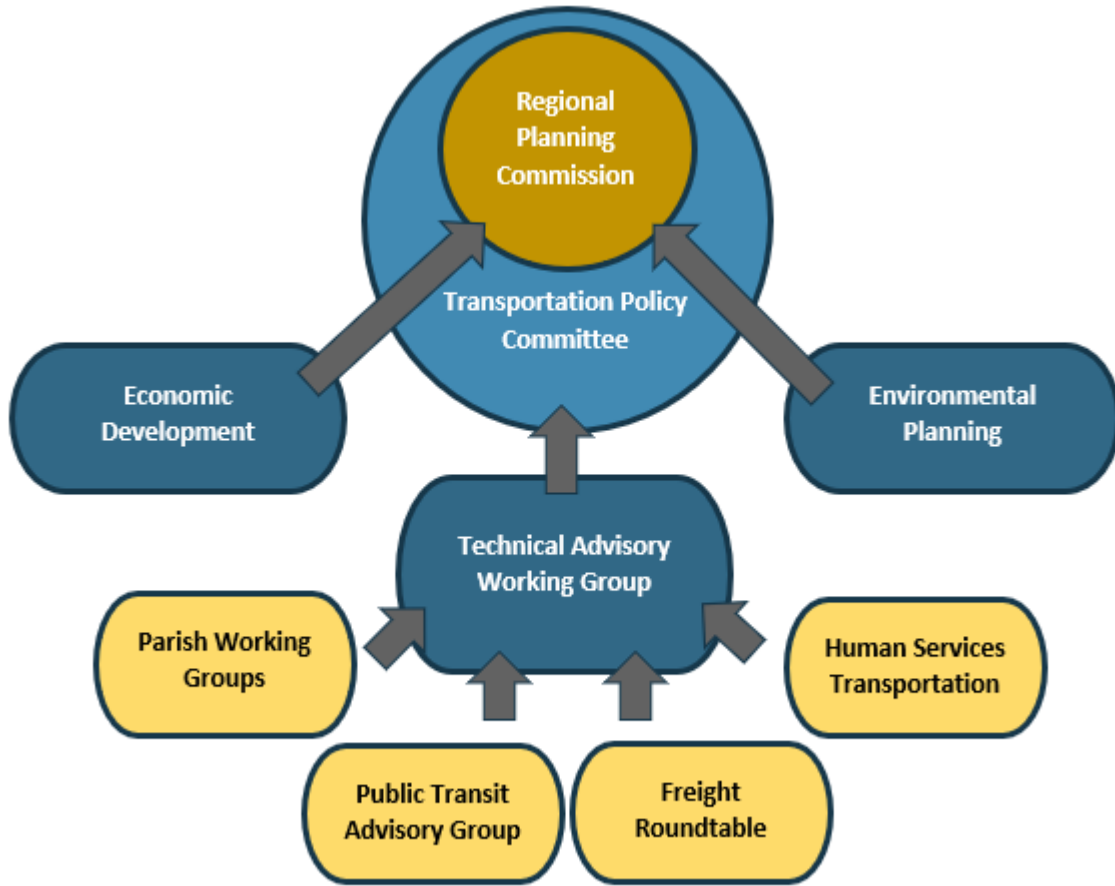 Regional
Planning
Commission
Transportation Policy
Committee
Economic
Development
Environmental
Planning
Technical Advisory
Working Group
Parish Working
Groups
Human Services
Transportation
Public Transit
Advisory Group
Freight
Roundtable